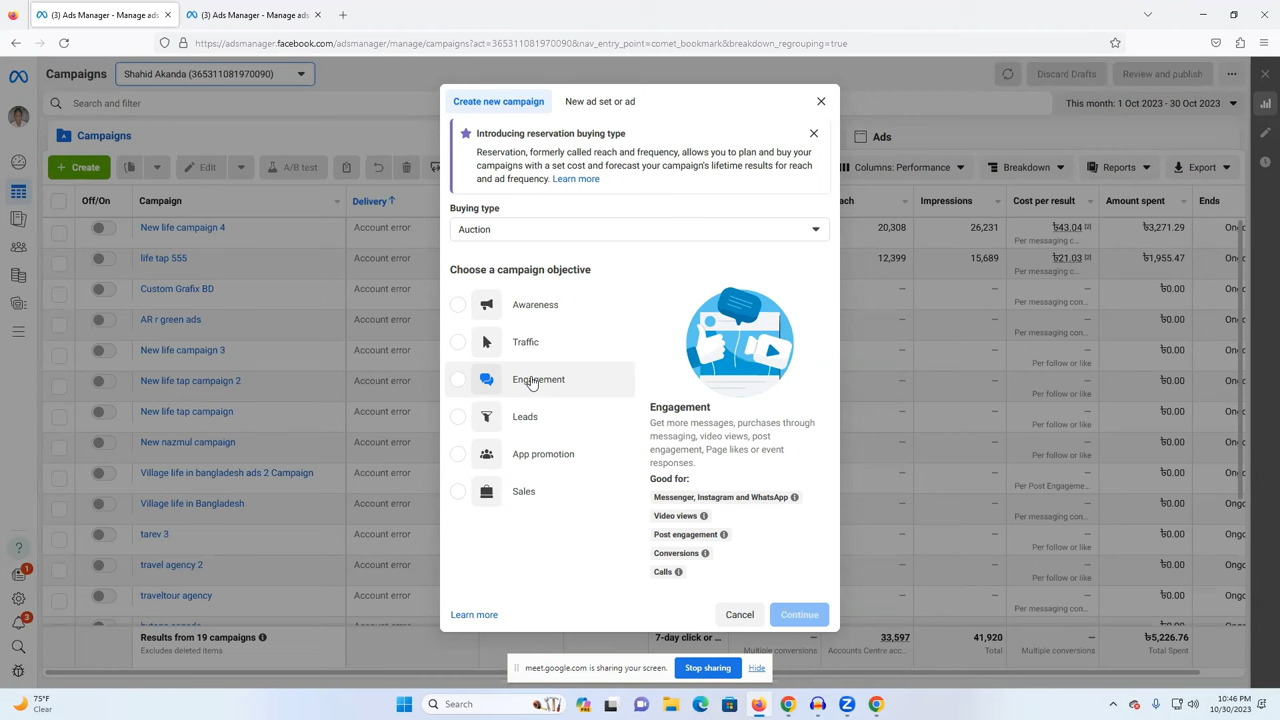 (3) Ads Manager - Manage ads
(3) Ads Manager - Manage ads
https://adsmanager.facebook.com/adsmanager/manage/campaigns?act=365311081970090&nav_entry_point=comet_bookmark&breakdown_regrouping=true
Campaigns
Shahid Akanda (365311081970090)
Discard Drafts
Review and publish
Search and filter
This month: 1 Oct 2023 – 30 Oct 2023
Campaigns
Ads
+ Create
Edit
A/B test
Columns: Performance
Breakdown
Reports
Export
Off/On
Campaign
Delivery ↑
Impressions
Cost per result
Amount spent
Ends
New life campaign 4
Account error
20,308
26,231
৳43.04 [2]
Per messaging c...
৳3,271.29
life tap 555
Account error
12,399
15,689
৳21.03 [2]
Per messaging c...
৳1,955.47
Custom Grafix BD
Account error
—
—
—
Per messaging con...
৳0.00
AR r green ads
Account error
—
—
—
Per messaging con...
৳0.00
New life campaign 3
Account error
—
—
—
Per follow or like
৳0.00
New life tap campaign 2
Account error
—
—
—
Per follow or like
৳0.00
New life tap campaign
Account error
—
—
—
Per follow or like
৳0.00
New nazmul campaign
Account error
—
—
—
Per messaging con...
৳0.00
Village life in bangladesh ads 2 Campaign
Account error
—
—
—
Per Post Engageme...
৳0.00
Village life in Bangladesh
Account error
—
—
—
Per messaging con...
৳0.00
tarev 3
Account error
—
—
—
Per follow or like
৳0.00
travel agency 2
Account error
—
—
—
Per follow or like
৳0.00
traveltour agency
Account error
—
—
—
Per messaging con...
৳0.00
Results from 19 campaigns
Excludes deleted items
7-day click or ...
—
Multiple conversions
33,597
Accounts Centre acc...
41,920
Total
—
Multiple conversions
৳5,226.76
Total Spent
Create new campaign
New ad set or ad
Introducing reservation buying type
Reservation, formerly called reach and frequency, allows you to plan and buy your
campaigns with a set cost and forecast your campaign's lifetime results for reach
and ad frequency. Learn more
Buying type
Auction
Choose a campaign objective
Awareness
Traffic
Engagement
Leads
App promotion
Sales
Engagement
Get more messages, purchases through
messaging, video views, post
engagement, Page likes or event
responses.
Good for:
Messenger, Instagram and WhatsApp
Video views
Post engagement
Conversions
Calls
Learn more
Cancel
Continue
meet.google.com is sharing your screen.
Stop sharing
Hide
75°F
Clear
Search
10:46 PM
10/30/2023